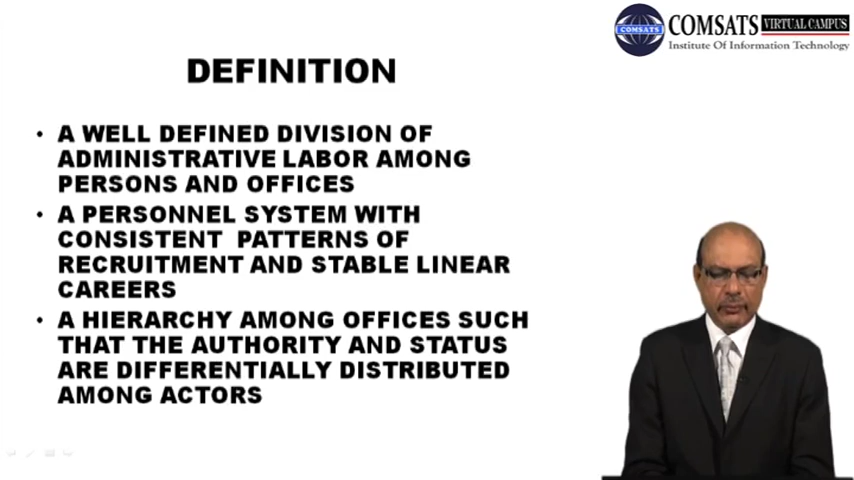 COMSATS VIRTUAL CAMPUS
COMSATS
Institute Of Information Technology
DEFINITION
• A WELL DEFINED DIVISION OF
ADMINISTRATIVE LABOR AMONG
PERSONS AND OFFICES
• A PERSONNEL SYSTEM WITH
CONSISTENT PATTERNS OF
RECRUITMENT AND STABLE LINEAR
CAREERS
• A HIERARCHY AMONG OFFICES SUCH
THAT THE AUTHORITY AND STATUS
ARE DIFFERENTIALLY DISTRIBUTED
AMONG ACTORS